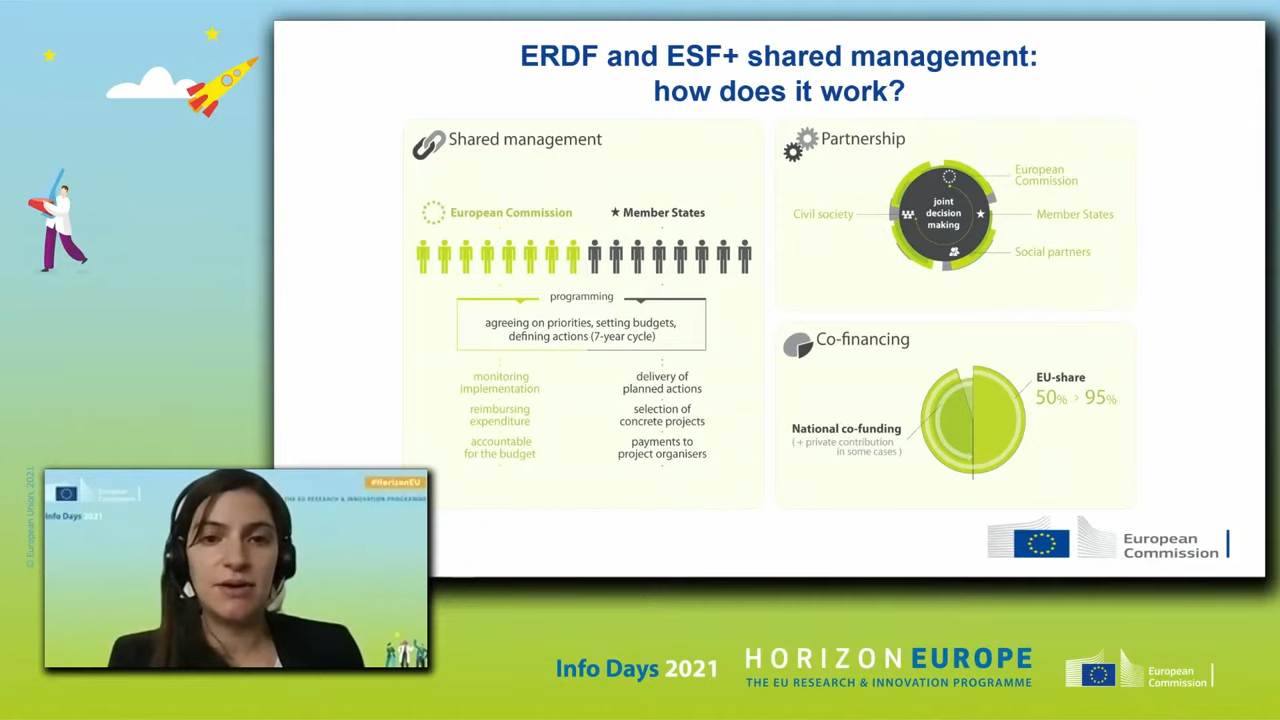 ERDF and ESF+ shared management:
how does it work?
Shared management
European Commission
★ Member States
programming
agreeing on priorities, setting budgets,
defining actions (7-year cycle)
monitoring
implementation
reimbursing
expenditure
accountable
for the budget
delivery of
planned actions
selection of
concrete projects
payments to
project organisers
Partnership
European
Commission
Civil society
joint
decision
making
Member States
Social partners
Co-financing
EU-share
50% > 95%
National co-funding
( + private contribution
in some cases )
European
Commission
© European Union, 2021
European
Commission
#HorizonEU
THE EU RESEARCH & INNOVATION PROGRAMME
Info Days 2021
Info Days 2021
HORIZON EUROPE
THE EU RESEARCH & INNOVATION PROGRAMME
European
Commission